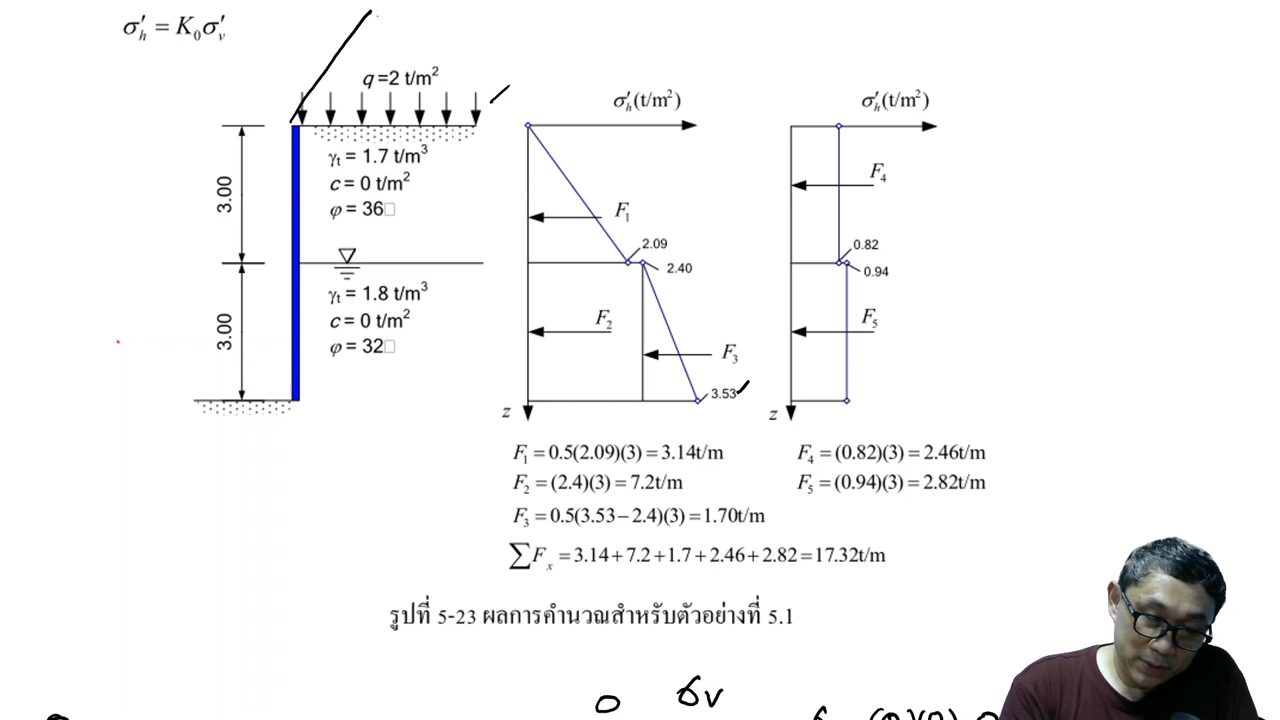 σ′h = K0σ′v
q =2 t/m2
γt = 1.7 t/m3
c = 0 t/m2
φ = 36□
3.00
γt = 1.8 t/m3
c = 0 t/m2
φ = 32□
3.00
σ′h(t/m2)
F1
2.09
2.40
F2
F3
3.53
z
σ′h(t/m2)
F4
0.82
0.94
F5
z
F1 = 0.5(2.09)(3) = 3.14t/m
F2 = (2.4)(3) = 7.2t/m
F3 = 0.5(3.53−2.4)(3) = 1.70t/m
F4 = (0.82)(3) = 2.46t/m
F5 = (0.94)(3) = 2.82t/m
∑Fx = 3.14+7.2+1.7+2.46+2.82 = 17.32t/m
รูปที่ 5-23 ผลการคำนวณสำหรับตัวอย่างที่ 5.1
σv